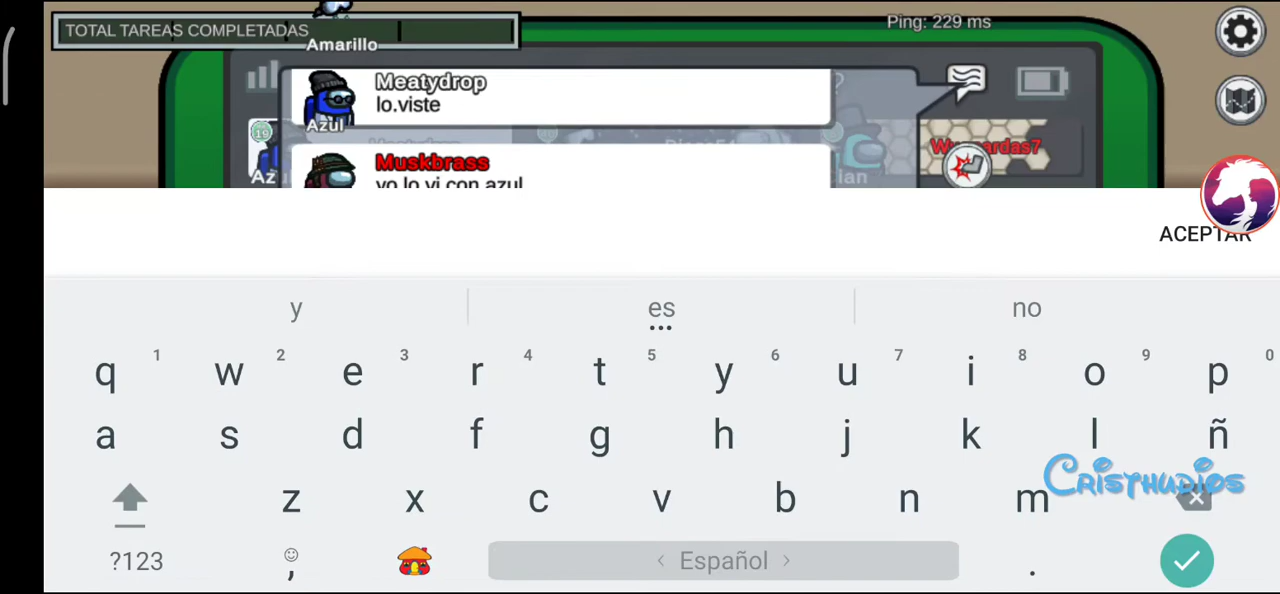 TOTAL TAREAS COMPLETADAS
Ping: 229 ms
Amarillo
Meatydrop
lo.viste
Azul
19
Muskbrass
yo lo vi con azul
ACEPTAR
y es no
1 2 3 4 5 6 7 8 9 0
q w e r t y u i o p
a s d f g h j k l ñ
CRISTHUDIOS
z x c v b n m
?123 , Español .